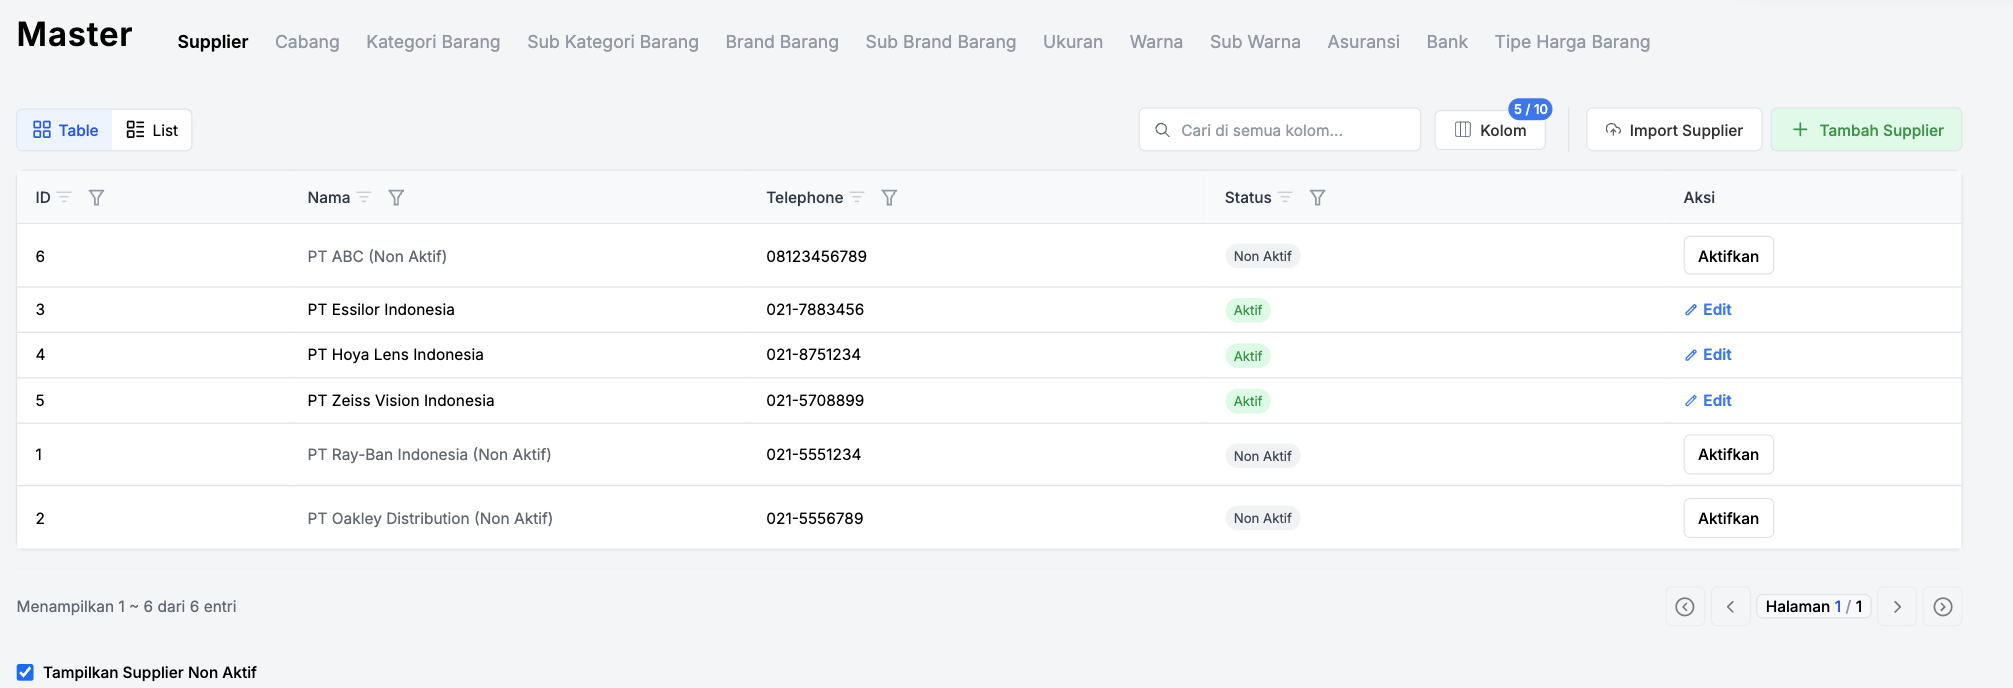 Master
Supplier Cabang Kategori Barang Sub Kategori Barang Brand Barang Sub Brand Barang Ukuran Warna Sub Warna Asuransi Bank Tipe Harga Barang
Table List Cari di semua kolom... Kolom 5 / 10 Import Supplier Tambah Supplier
ID Nama Telephone Status Aksi
6 PT ABC (Non Aktif) 08123456789 Non Aktif Aktifkan
3 PT Essilor Indonesia 021-7883456 Aktif Edit
4 PT Hoya Lens Indonesia 021-8751234 Aktif Edit
5 PT Zeiss Vision Indonesia 021-5708899 Aktif Edit
1 PT Ray-Ban Indonesia (Non Aktif) 021-5551234 Non Aktif Aktifkan
2 PT Oakley Distribution (Non Aktif) 021-5556789 Non Aktif Aktifkan
Menampilkan 1 ~ 6 dari 6 entri Halaman 1 / 1
Tampilkan Supplier Non Aktif